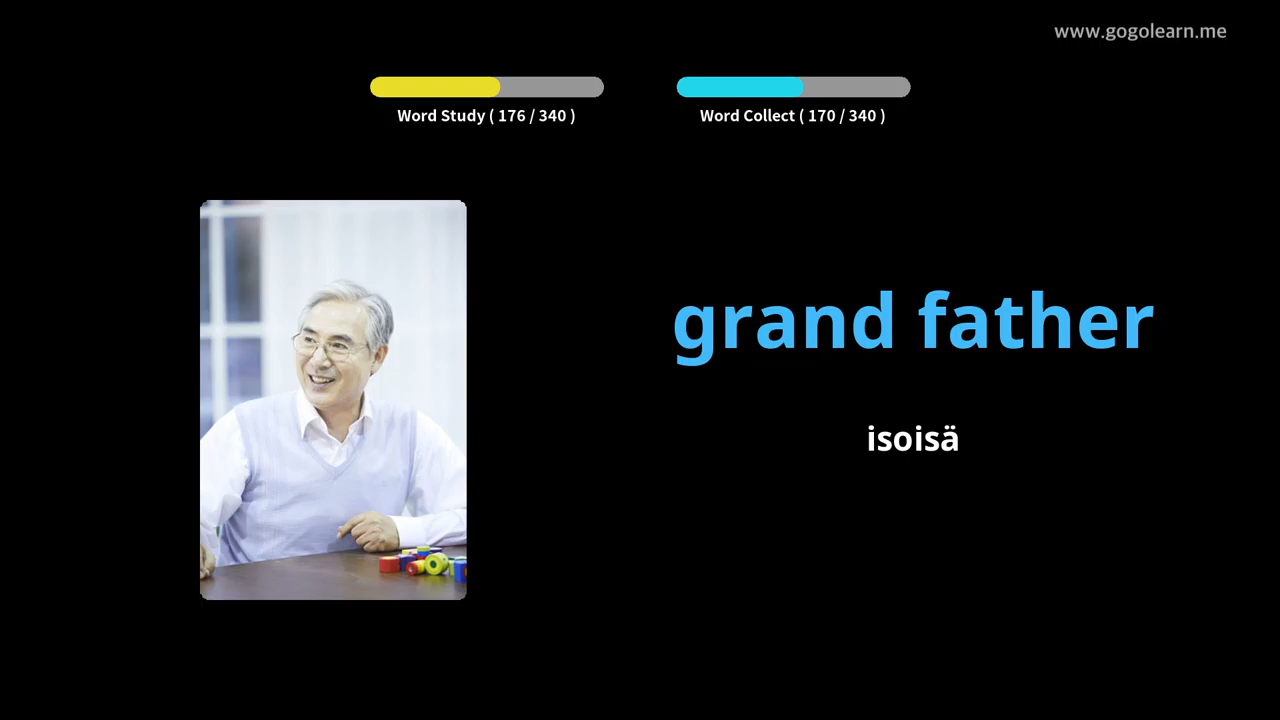 www.gogolearn.me
Word Study ( 176 / 340 )
Word Collect ( 170 / 340 )
grand father
isoisä